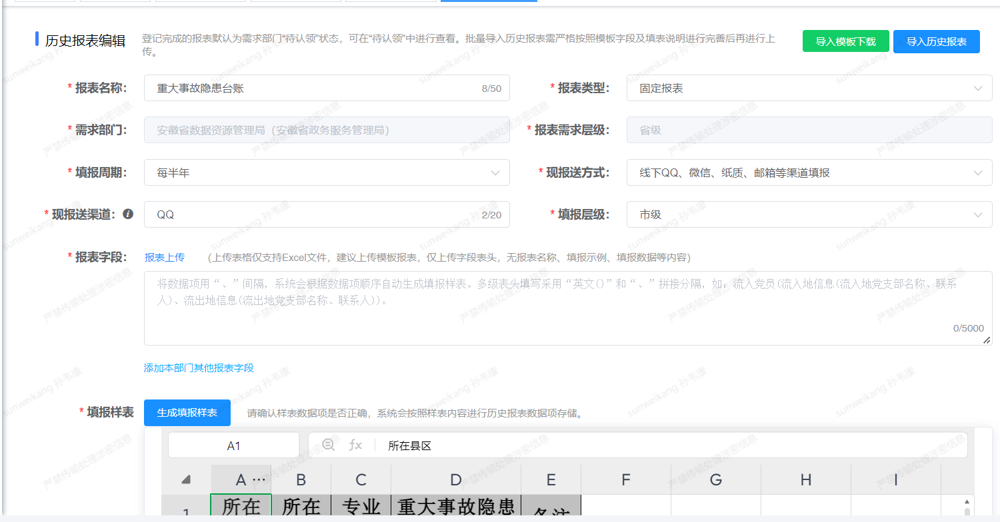 历史报表编辑
登记完成的报表默认为需求部门“待认领”状态，可在“待认领”中进行查看。批量导入历史报表需严格按照模板字段及填表说明进行完善后再进行上
传。
导入模板下载
导入历史报表
* 报表名称：
重大事故隐患台账
8/50
* 报表类型：
固定报表
* 需求部门：
安徽省数据资源管理局（安徽省政务服务管理局）
* 报表需求层级：
省级
* 填报周期：
每半年
* 现报送方式：
线下QQ、微信、纸质、邮箱等渠道填报
* 现报送渠道：
QQ
2/20
* 填报层级：
市级
* 报表字段：
报表上传
（上传表格仅支持Excel文件，建议上传模板报表，仅上传字段表头，无报表名称、填报示例、填报数据等内容）
将数据项用“、”间隔，系统会根据数据项顺序自动生成填报样表。多级表头填写采用“英文()”和“、”拼接分隔，如：流入党员(流入地信息(流入地党支部名称、联系
人)、流出地信息(流出地党支部名称、联系人))。
0/5000
添加本部门其他报表字段
* 填报样表
生成填报样表
请确认样表数据项是否正确，系统会按照样表内容进行历史报表数据项存储。
A1
fx
所在县区
A ··· B C D E F G H I
1 所在 所在 专业 重大事故隐患 备注
sunweikang 孙韦康
严禁传输处理涉密信息